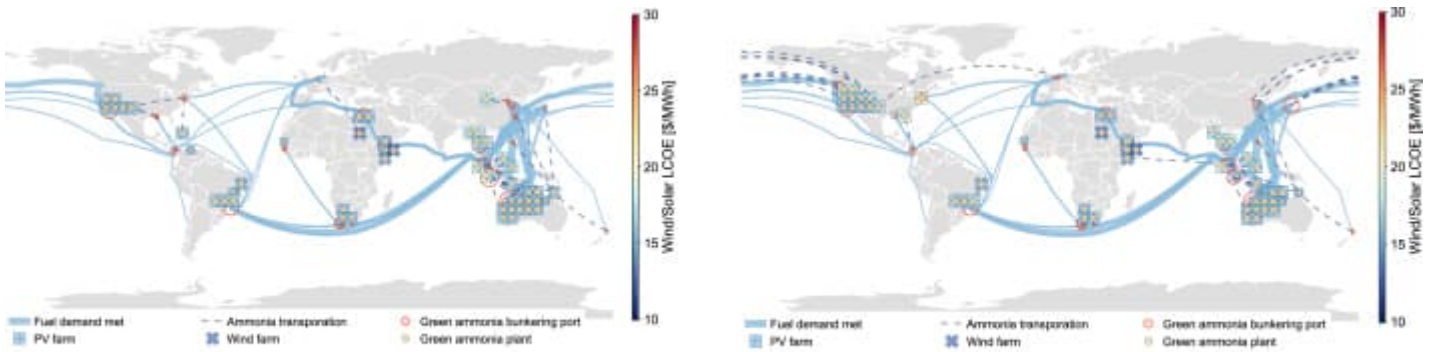 30
25
20
15
10
Wind/Solar LCOE [$/MWh]
Fuel demand met
Ammonia transporation
Green ammonia bunkering port
PV farm
Wind farm
Green ammonia plant
30
25
20
15
10
Wind/Solar LCOE [$/MWh]
Fuel demand met
Ammonia transporation
Green ammonia bunkering port
PV farm
Wind farm
Green ammonia plant